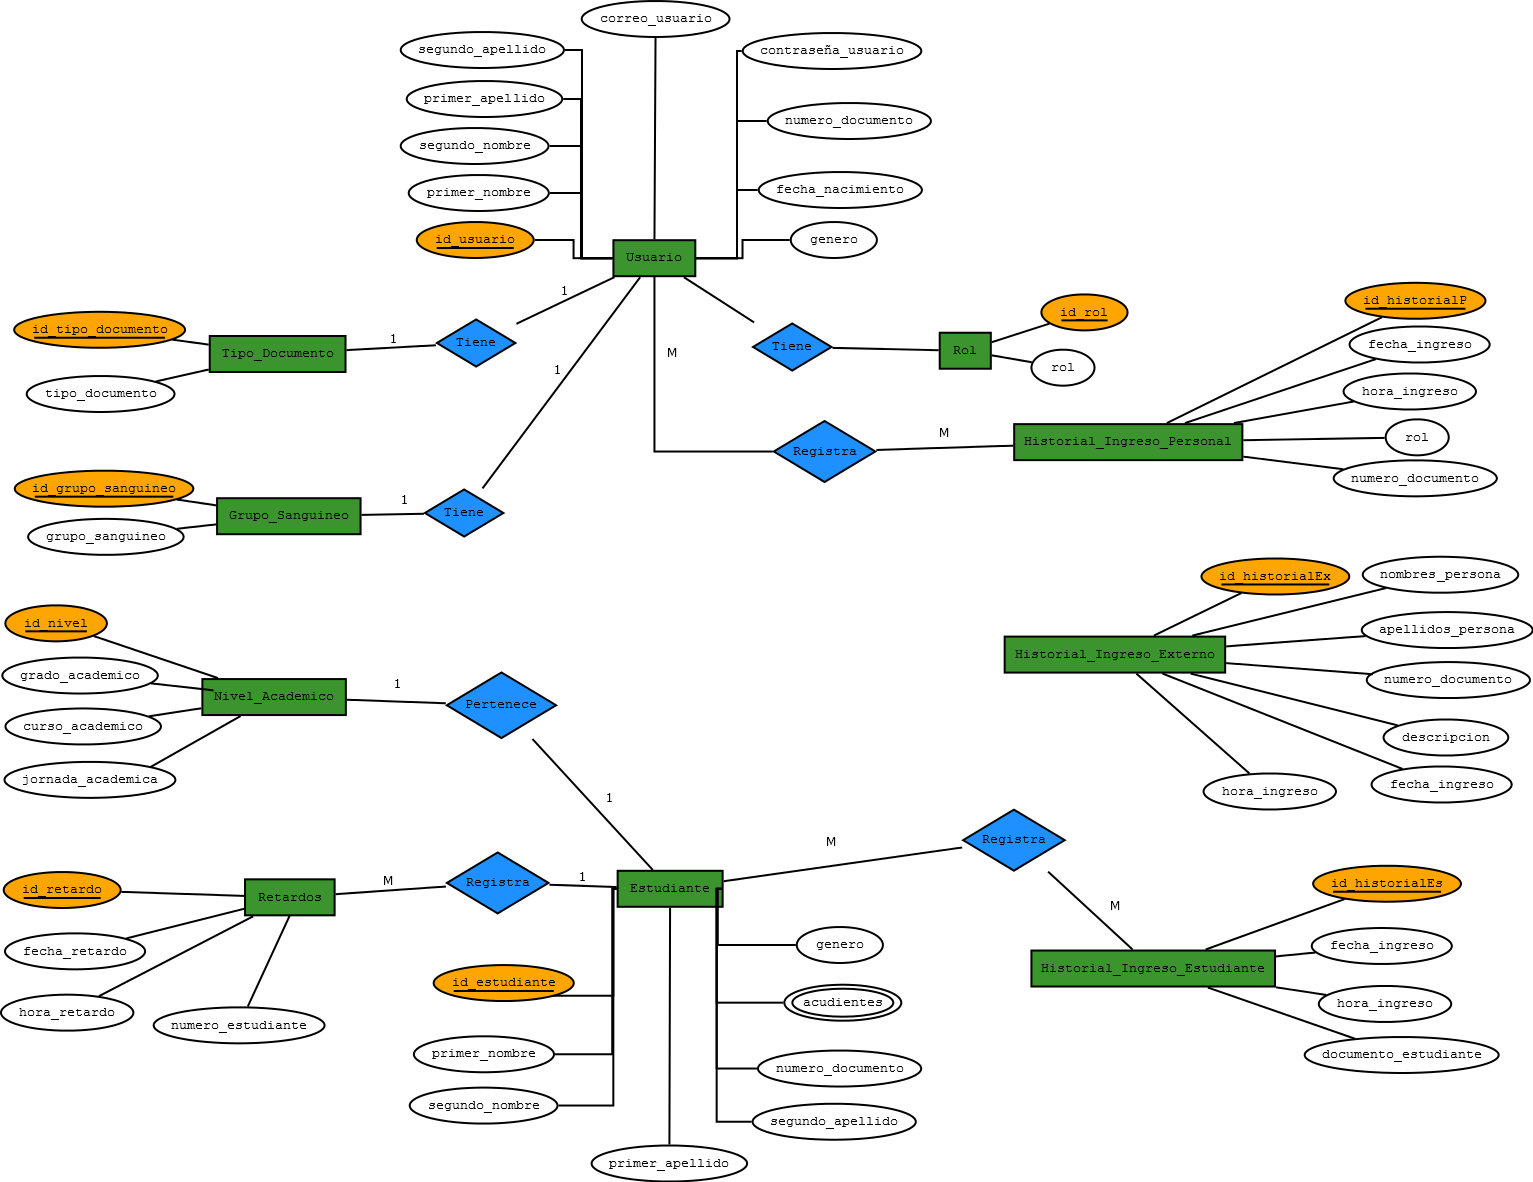 correo_usuario
segundo_apellido
contraseña_usuario
primer_apellido
numero_documento
segundo_nombre
primer_nombre
fecha_nacimiento
id_usuario
genero
Usuario
1
id_tipo_documento
Tipo_Documento
1
Tiene
tipo_documento
Tiene
id_rol
Rol
rol
M
1
id_historialP
fecha_ingreso
hora_ingreso
rol
numero_documento
Registra
M
Historial_Ingreso_Personal
id_grupo_sanguineo
Grupo_Sanguineo
1
Tiene
grupo_sanguineo
id_historialEx
nombres_persona
apellidos_persona
Historial_Ingreso_Externo
numero_documento
descripcion
fecha_ingreso
hora_ingreso
id_nivel
grado_academico
Nivel_Academico
1
Pertenece
curso_academico
jornada_academica
1
M
Registra
M
id_retardo
Retardos
M
Registra
1
Estudiante
fecha_retardo
hora_retardo
numero_estudiante
id_historialEs
fecha_ingreso
Historial_Ingreso_Estudiante
hora_ingreso
documento_estudiante
genero
id_estudiante
acudientes
primer_nombre
numero_documento
segundo_nombre
segundo_apellido
primer_apellido